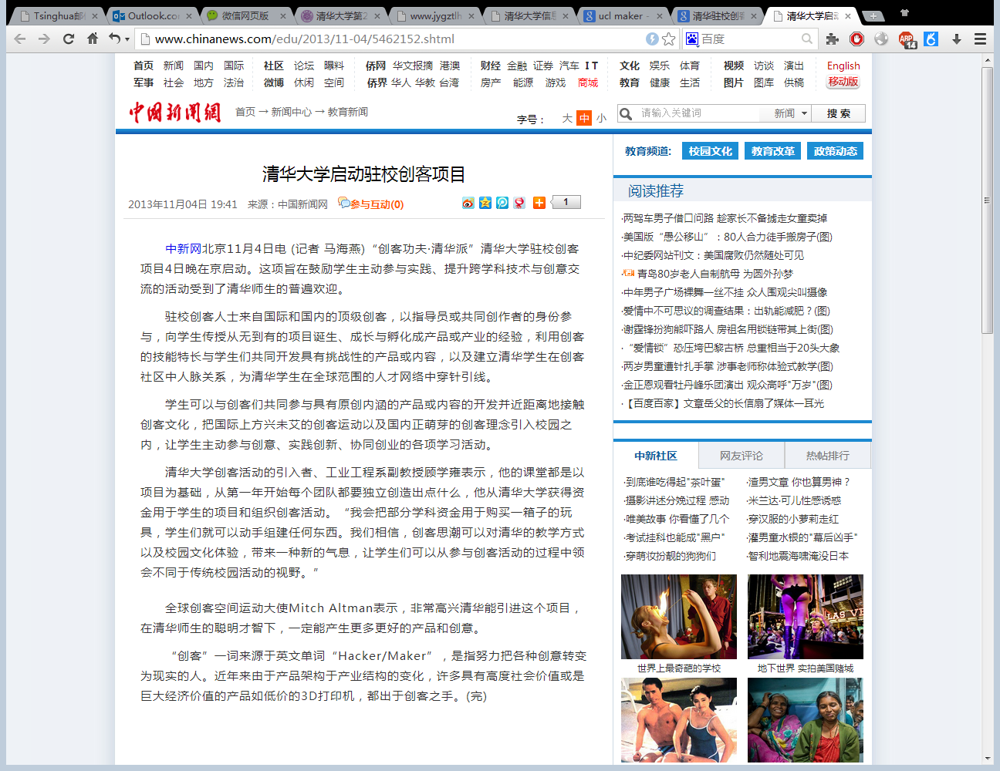 Tsinghua邮
Outlook.co
微信网页版
清华大学第2
www.jygztlh
清华大学信息
ucl maker -
清华驻校创客
清华大学启动
www.chinanews.com/edu/2013/11-04/5462152.shtml
百度
ABP
14
首页 新闻 国内 国际 社区 论坛 曝料 侨网 华文报摘 港澳 财经 金融 证券 汽车 I T 文化 娱乐 体育 视频 访谈 演出 English
军事 社会 地方 法治 微博 休闲 空间 侨界 华人 华教 台湾 房产 能源 游戏 商城 教育 健康 生活 图片 图库 供稿 移动版
中国新闻网
首页 → 新闻中心 → 教育新闻
字号： 大 中 小
请输入关键词 新闻 搜 索
清华大学启动驻校创客项目
2013年11月04日 19:41 来源：中国新闻网 参与互动(0)
1
中新网北京11月4日电 (记者 马海燕)“创客功夫·清华派”清华大学驻校创客
项目4日晚在京启动。这项旨在鼓励学生主动参与实践、提升跨学科技术与创意交
流的活动受到了清华师生的普遍欢迎。
驻校创客人士来自国际和国内的顶级创客，以指导员或共同创作者的身份参
与，向学生传授从无到有的项目诞生、成长与孵化成产品或产业的经验，利用创客
的技能特长与学生们共同开发具有挑战性的产品或内容，以及建立清华学生在创客
社区中人脉关系，为清华学生在全球范围的人才网络中穿针引线。
学生可以与创客们共同参与具有原创内涵的产品或内容的开发并近距离地接触
创客文化，把国际上方兴未艾的创客运动以及国内正萌芽的创客理念引入校园之
内，让学生主动参与创意、实践创新、协同创业的各项学习活动。
清华大学创客活动的引入者、工业工程系副教授顾学雍表示，他的课堂都是以
项目为基础，从第一年开始每个团队都要独立创造出点什么，他从清华大学获得资
金用于学生的项目和组织创客活动。“我会把部分学科资金用于购买一箱子的玩
具，学生们就可以动手组建任何东西。我们相信，创客思潮可以对清华的教学方式
以及校园文化体验，带来一种新的气息，让学生们可以从参与创客活动的过程中领
会不同于传统校园活动的视野。”
全球创客空间运动大使Mitch Altman表示，非常高兴清华能引进这个项目，
在清华师生的聪明才智下，一定能产生更多更好的产品和创意。
“创客”一词来源于英文单词“Hacker/Maker”，是指努力把各种创意转变
为现实的人。近年来由于产品架构于产业结构的变化，许多具有高度社会价值或是
巨大经济价值的产品如低价的3D打印机，都出于创客之手。(完)
教育频道： 校园文化 教育改革 政策动态
阅读推荐
·两驾车男子借口问路 趁家长不备掳走女童卖掉
·美国版“愚公移山”：80人合力徒手搬房子(图)
·中纪委网站刊文：美国腐败仍然随处可见
·青岛80岁老人自制航母 为圆外孙梦
·中年男子广场裸舞一丝不挂 众人围观尖叫摄像
·爱情中不可思议的调查结果：出轨能减肥？(图)
·谢霆锋扮狗熊吓路人 房祖名用锁链带其上街(图)
·“爱情锁”恐压垮巴黎古桥 总重相当于20头大象
·两岁男童遭针扎手掌 涉事老师称体验式教学(图)
·金正恩观看牡丹峰乐团演出 观众高呼"万岁"(图)
·【百度百家】文章岳父的长信扇了媒体一耳光
中新社区 网友评论 热帖排行
·到底谁吃得起"茶叶蛋" ·渣男文章 你也算男神？
·摄影讲述分娩过程 感动 ·米兰达·可儿性感诱惑
·唯美故事 你看懂了几个 ·穿汉服的小萝莉走红
·考试挂科也能成"黑户" ·灌男童水银的"幕后凶手"
·穿萌妆扮靓的狗狗们 ·智利地震海啸淹没日本
LAS VE
世界上最奇葩的学校 地下世界 实拍美国赌城